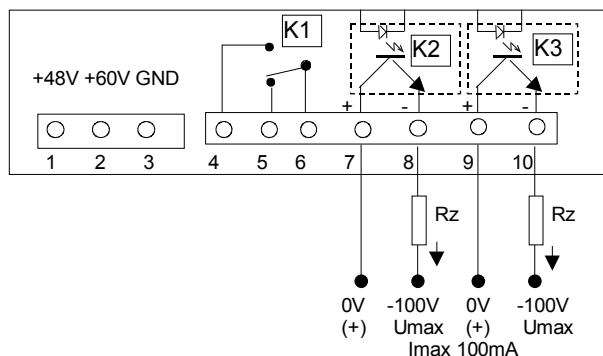 K1
K2
K3
+48V +60V GND
+ - + -
1 2 3 4 5 6 7 8 9 10
Rz Rz
0V -100V 0V -100V
(+) Umax (+) Umax
Imax 100mA